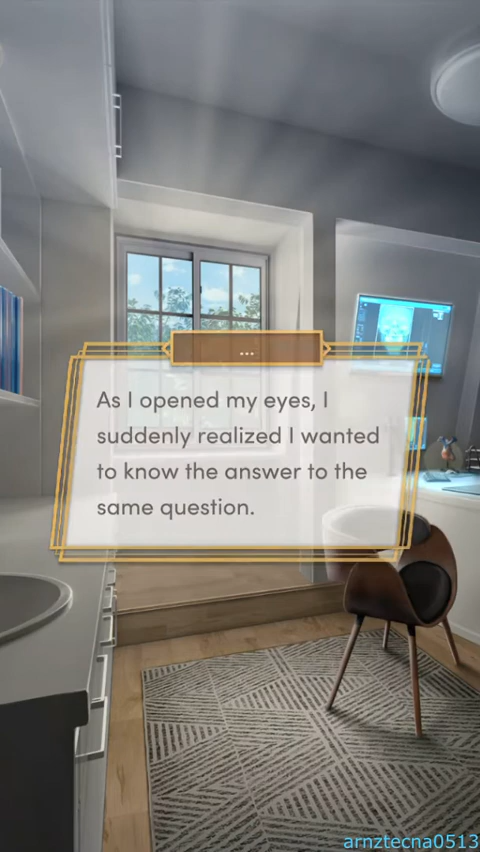 ...
As I opened my eyes, I
suddenly realized I wanted
to know the answer to the
same question.
arnztecna0513